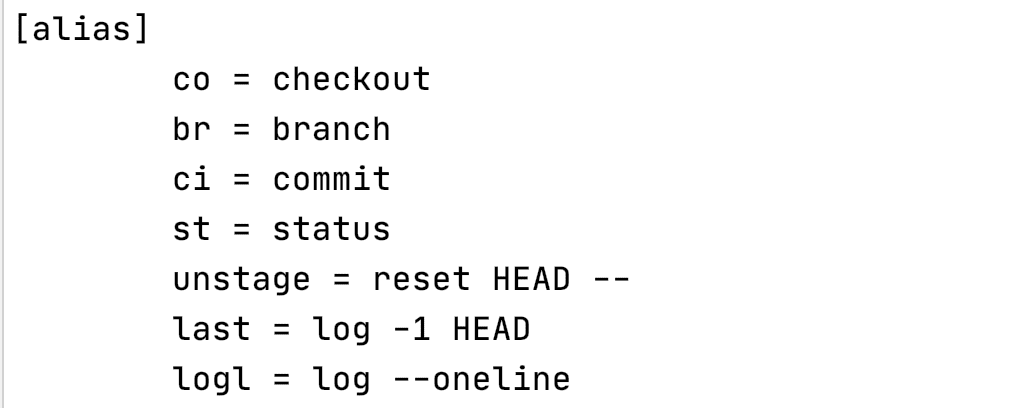 [alias]
co = checkout
br = branch
ci = commit
st = status
unstage = reset HEAD --
last = log -1 HEAD
logl = log --oneline